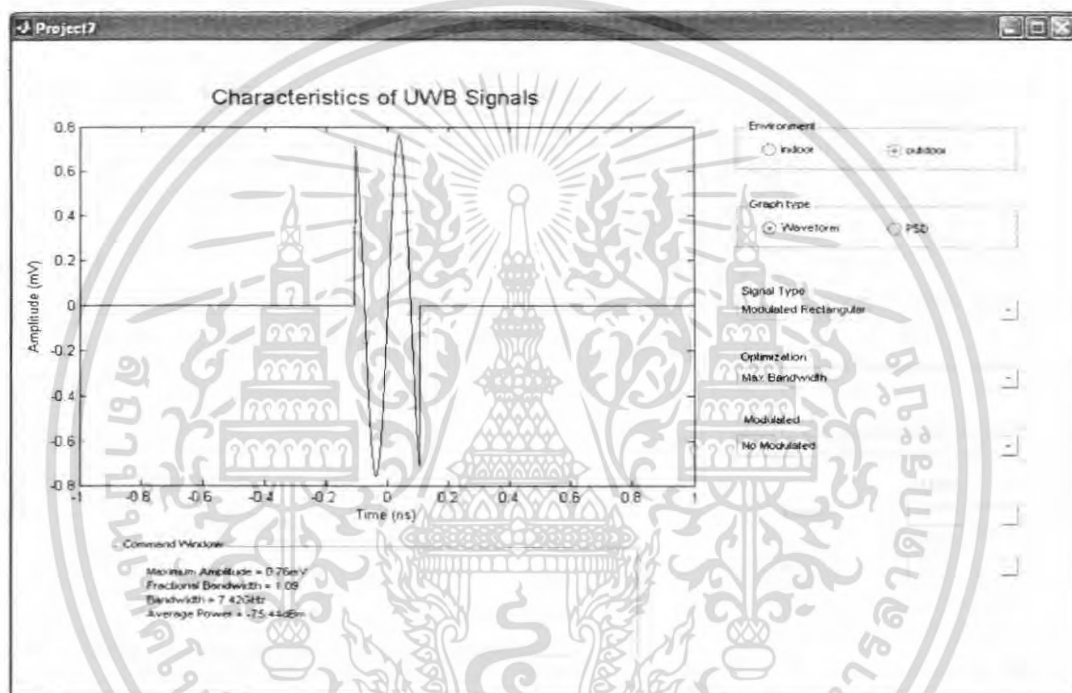 Project7
Characteristics of UWB Signals
0.8
0.6
0.4
0.2
0
-0.2
-0.4
-0.6
-0.8
-1 -0.8 -0.6 -0.4 -0.2 0 0.2 0.4 0.6 0.8 1
Amplitude (mV)
Time (ns)
Environment
indoor outdoor
Graph type
Waveform PSD
Signal Type
Modulated Rectangular
Optimization
Max Bandwidth
Modulated
No Modulated
Command Window
Maximum Amplitude = 0.76mV
Fractional Bandwidth = 1.09
Bandwidth = 7.42GHz
Average Power = -75.44dBm